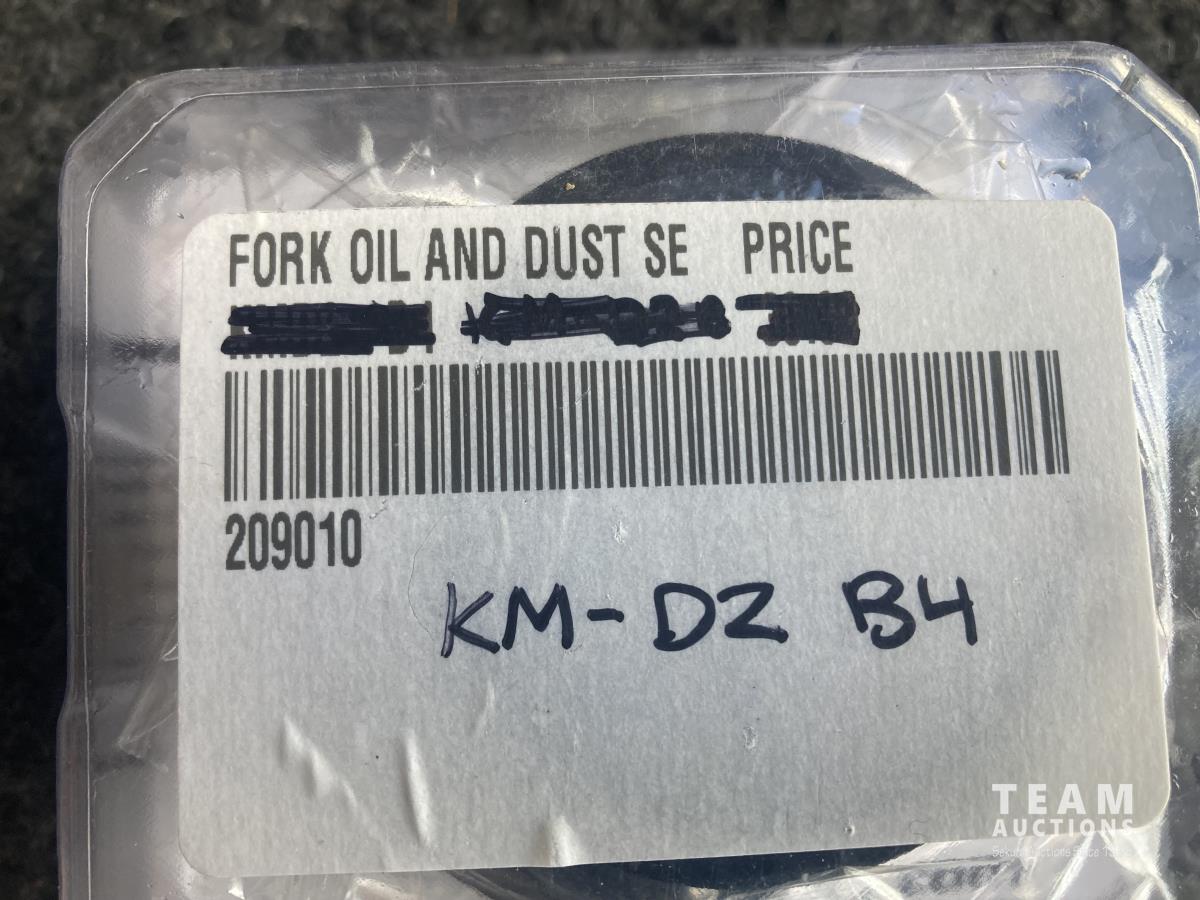 FORK OIL AND DUST SE PRICE
209010
KM-DZ B4
TEAM
AUCTIONS